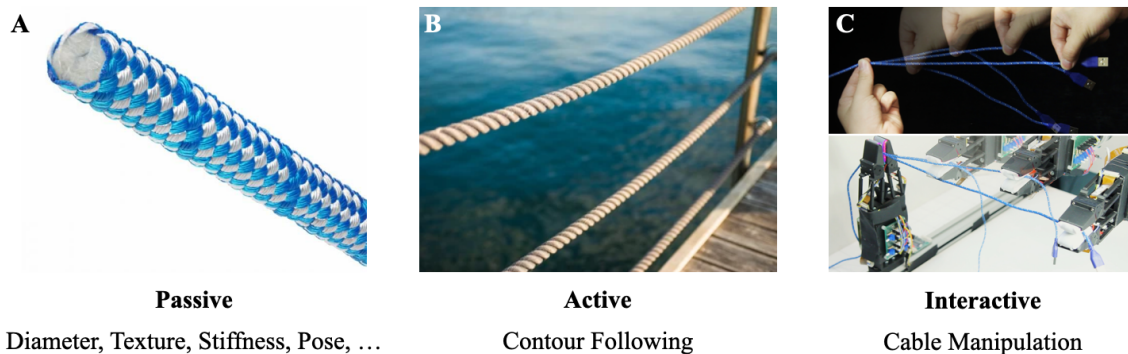 A
B
C
Passive
Active
Interactive
Diameter, Texture, Stiffness, Pose, …
Contour Following
Cable Manipulation